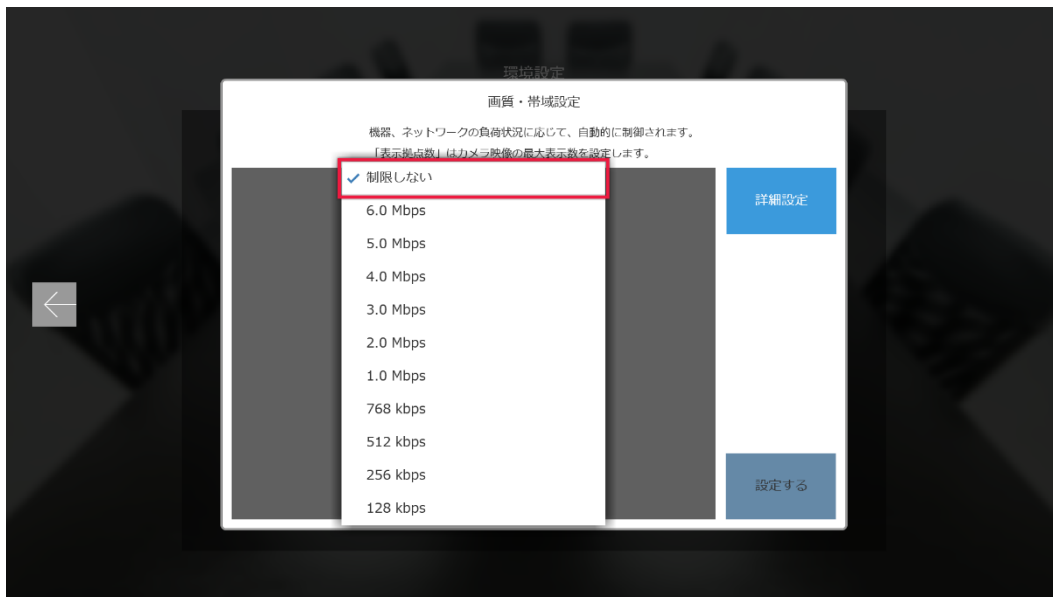 環境設定
画質・帯域設定
機器、ネットワークの負荷状況に応じて、自動的に制御されます。
「表示拠点数」はカメラ映像の最大表示数を設定します。
制限しない
6.0 Mbps
5.0 Mbps
4.0 Mbps
3.0 Mbps
2.0 Mbps
1.0 Mbps
768 kbps
512 kbps
256 kbps
128 kbps
詳細設定
設定する